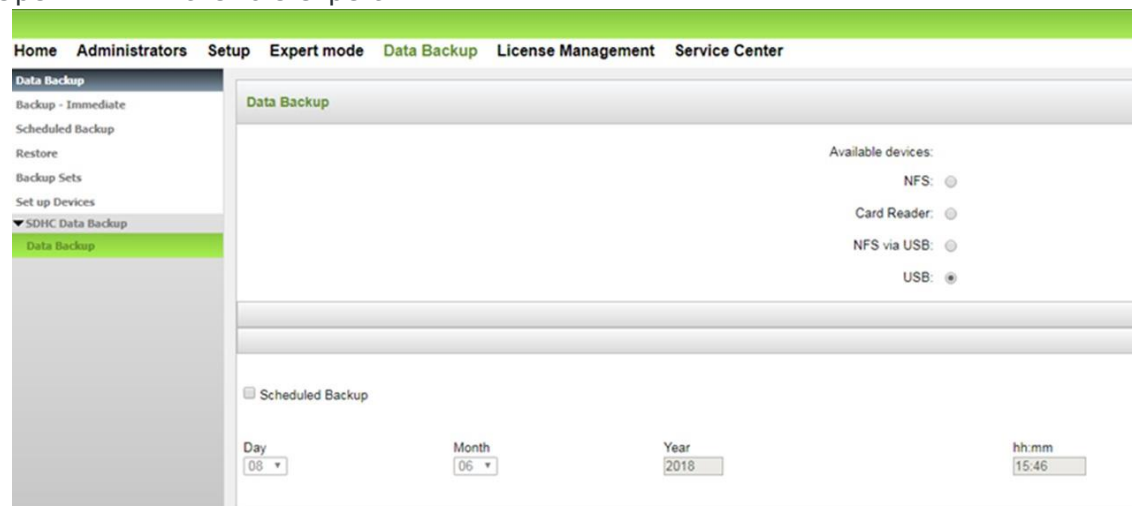 Home Administrators Setup Expert mode Data Backup License Management Service Center
Data Backup
Backup - Immediate
Scheduled Backup
Restore
Backup Sets
Set up Devices
SDHC Data Backup
Data Backup
Data Backup
Available devices:
NFS:
Card Reader:
NFS via USB:
USB:
Scheduled Backup
Day Month Year hh:mm
08 06 2018 15:46